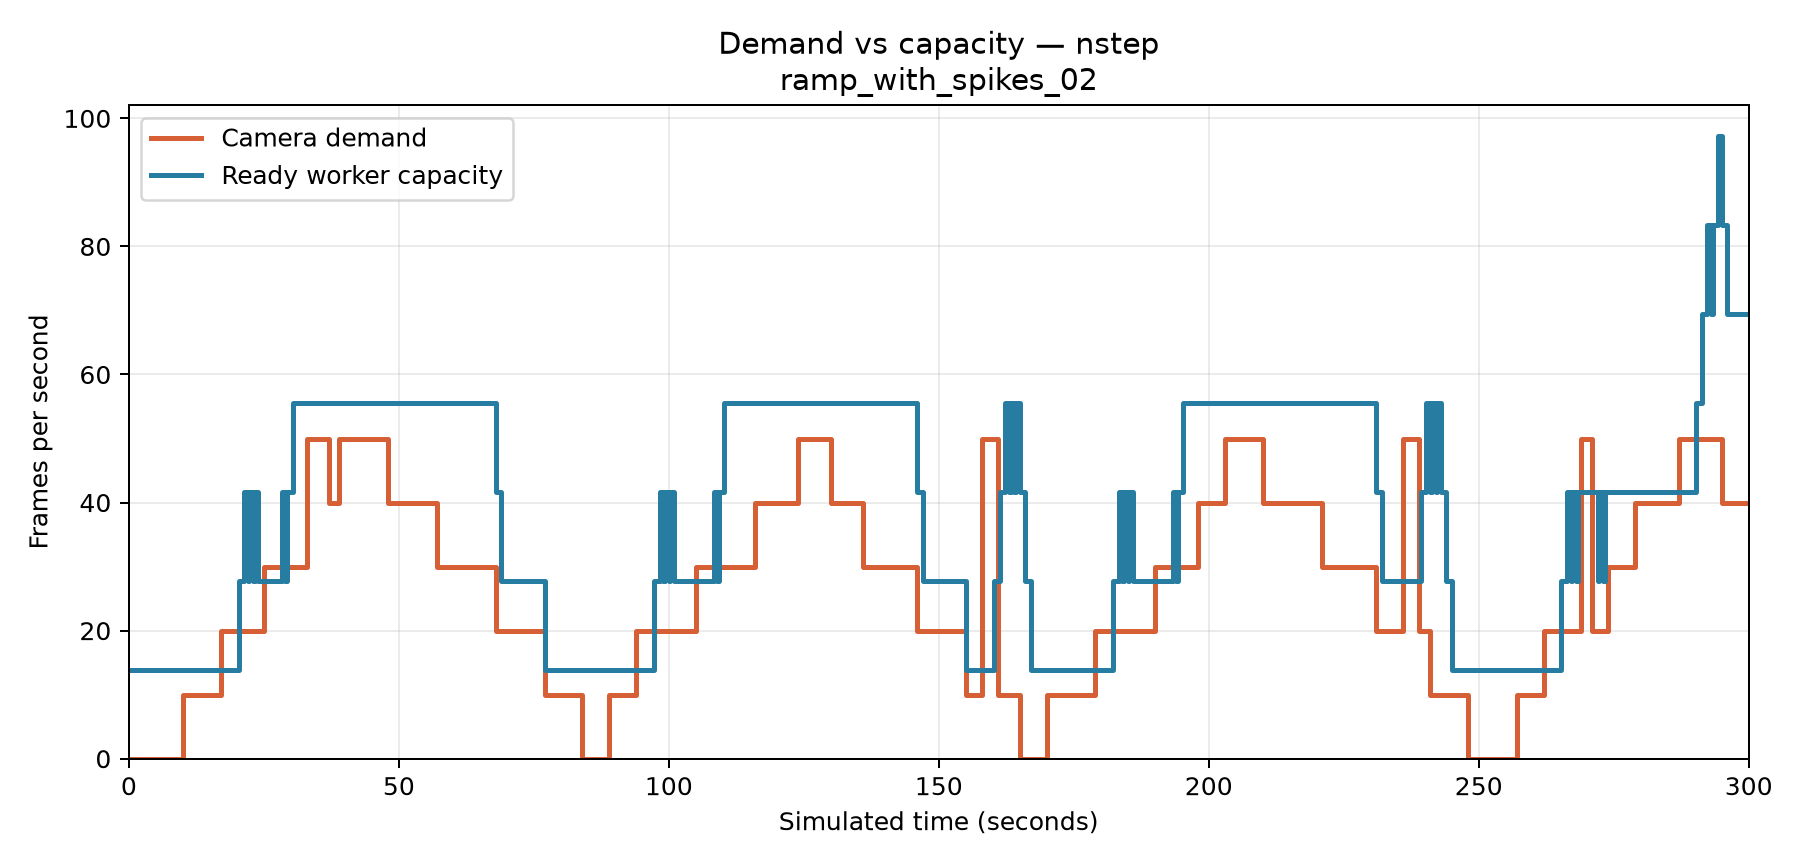 Demand vs capacity — nstep
ramp_with_spikes_02
Camera demand
Ready worker capacity
Frames per second
100
80
60
40
20
0
0 50 100 150 200 250 300
Simulated time (seconds)